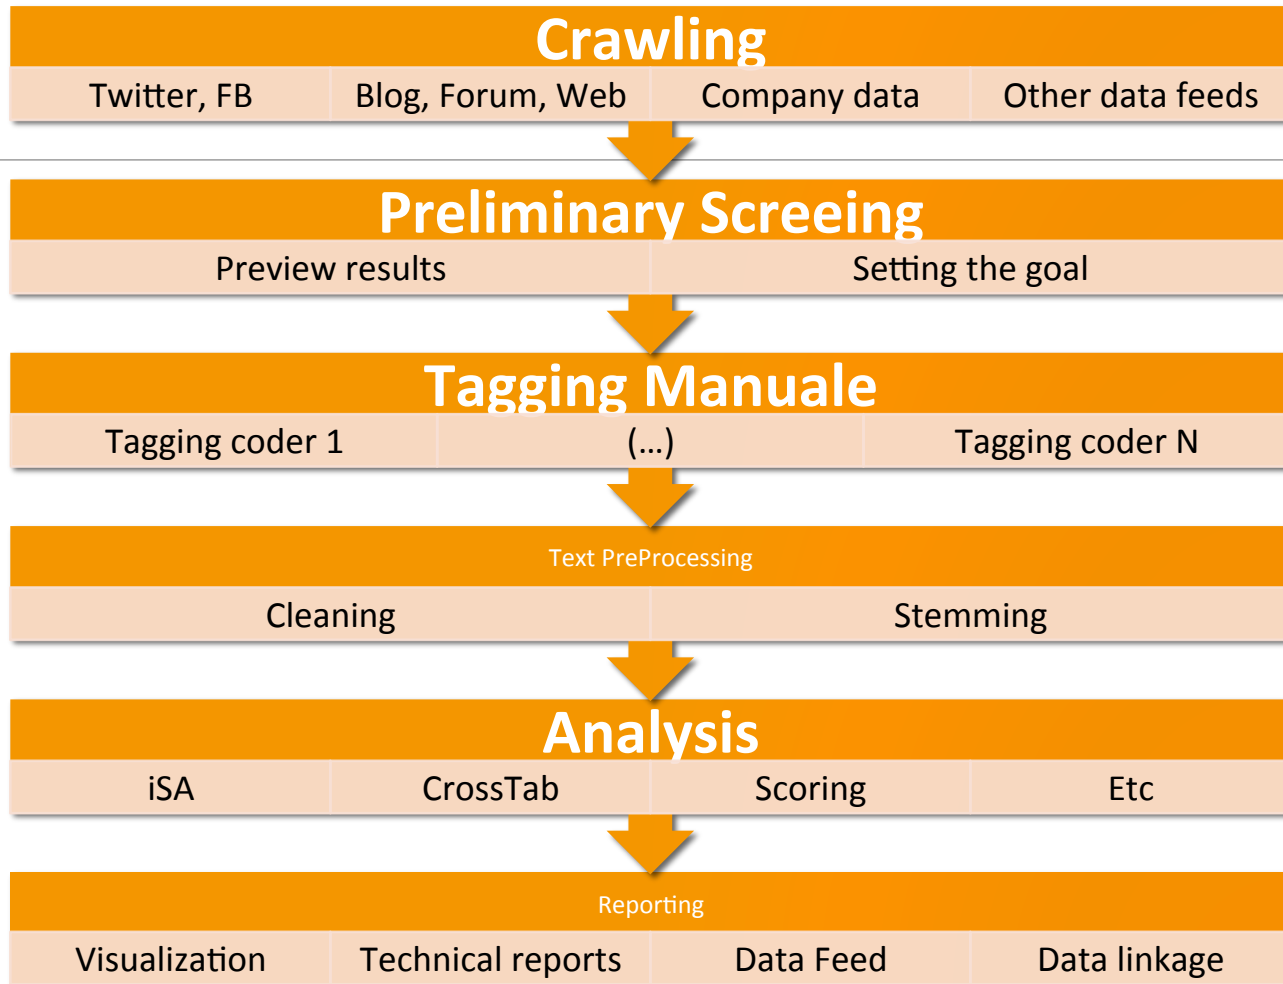 Crawling
Twitter, FB
Blog, Forum, Web
Company data
Other data feeds
Preliminary Screeing
Preview results
Setting the goal
Tagging Manuale
Tagging coder 1
(...)
Tagging coder N
Text PreProcessing
Cleaning
Stemming
Analysis
iSA
CrossTab
Scoring
Etc
Reporting
Visualization
Technical reports
Data Feed
Data linkage